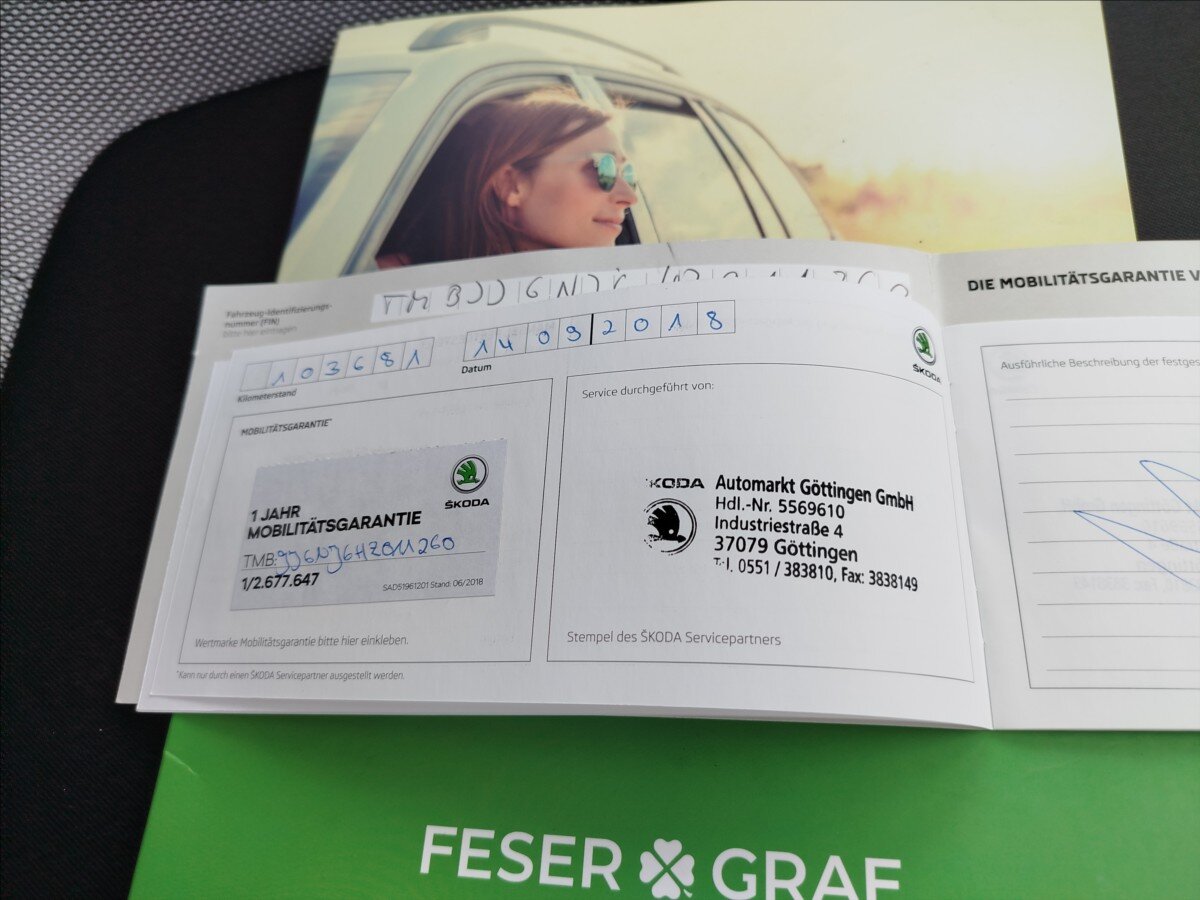 Fahrzeug-Identifizierungs-
nummer (FIN)
bitte hier eintragen
DIE MOBILITÄTSGARANTIE V
103681
14092018
Kilometerstand
Datum
ŠKODA
MOBILITÄTSGARANTIE*
ŠKODA
1 JAHR
MOBILITÄTSGARANTIE
TMB:
1/2.677.647
SAD51961201 Stand: 06/2018
Wertmarke Mobilitätsgarantie bitte hier einkleben.
*Kann nur durch einen ŠKODA Servicepartner ausgestellt werden.
Service durchgeführt von:
KODA
Automarkt Göttingen GmbH
Hdl.-Nr. 5569610
Industriestraße 4
37079 Göttingen
T.l. 0551 / 383810, Fax: 3838149
Stempel des ŠKODA Servicepartners
Ausführliche Beschreibung der festges
FESER GRAF